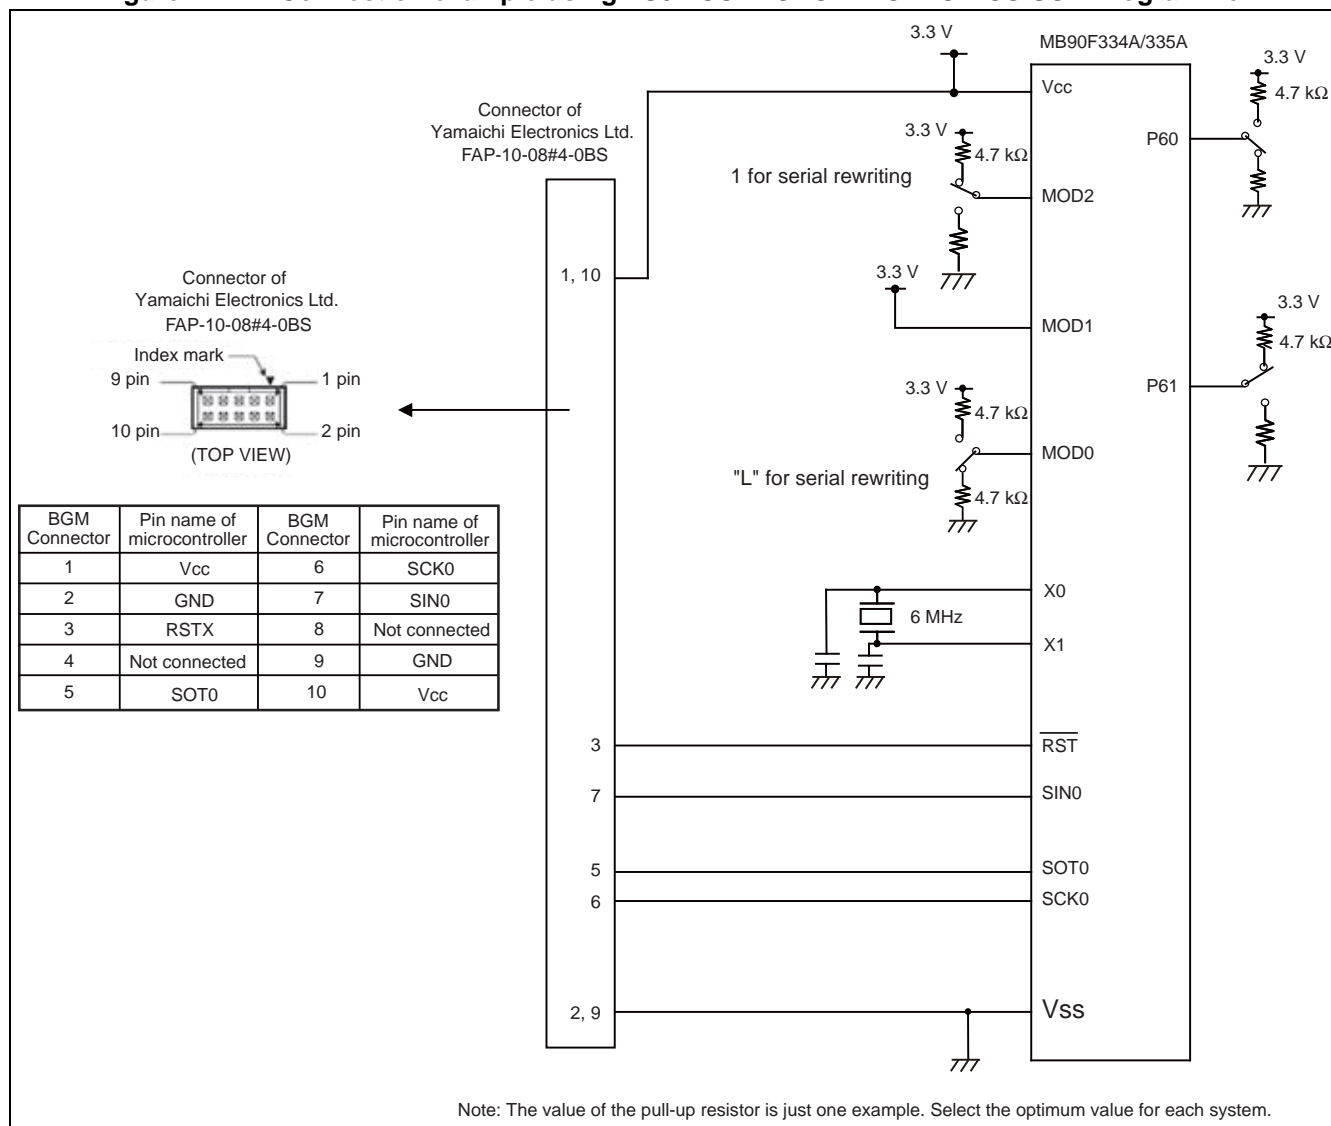 3.3 V
MB90F334A/335A
Vcc
3.3 V
4.7 kΩ
P60
Connector of
Yamaichi Electronics Ltd.
FAP-10-08#4-0BS
3.3 V
4.7 kΩ
1 for serial rewriting
MOD2
1, 10
3.3 V
MOD1
Connector of
Yamaichi Electronics Ltd.
FAP-10-08#4-0BS
Index mark
9 pin
1 pin
10 pin
2 pin
(TOP VIEW)
3.3 V
4.7 kΩ
P61
3.3 V
4.7 kΩ
MOD0
"L" for serial rewriting
4.7 kΩ
BGM Connector Pin name of microcontroller BGM Connector Pin name of microcontroller
1 Vcc 6 SCK0
2 GND 7 SIN0
3 RSTX 8 Not connected
4 Not connected 9 GND
5 SOT0 10 Vcc
X0
6 MHz
X1
3 RST
7 SIN0
5 SOT0
6 SCK0
2, 9 Vss
Note: The value of the pull-up resistor is just one example. Select the optimum value for each system.